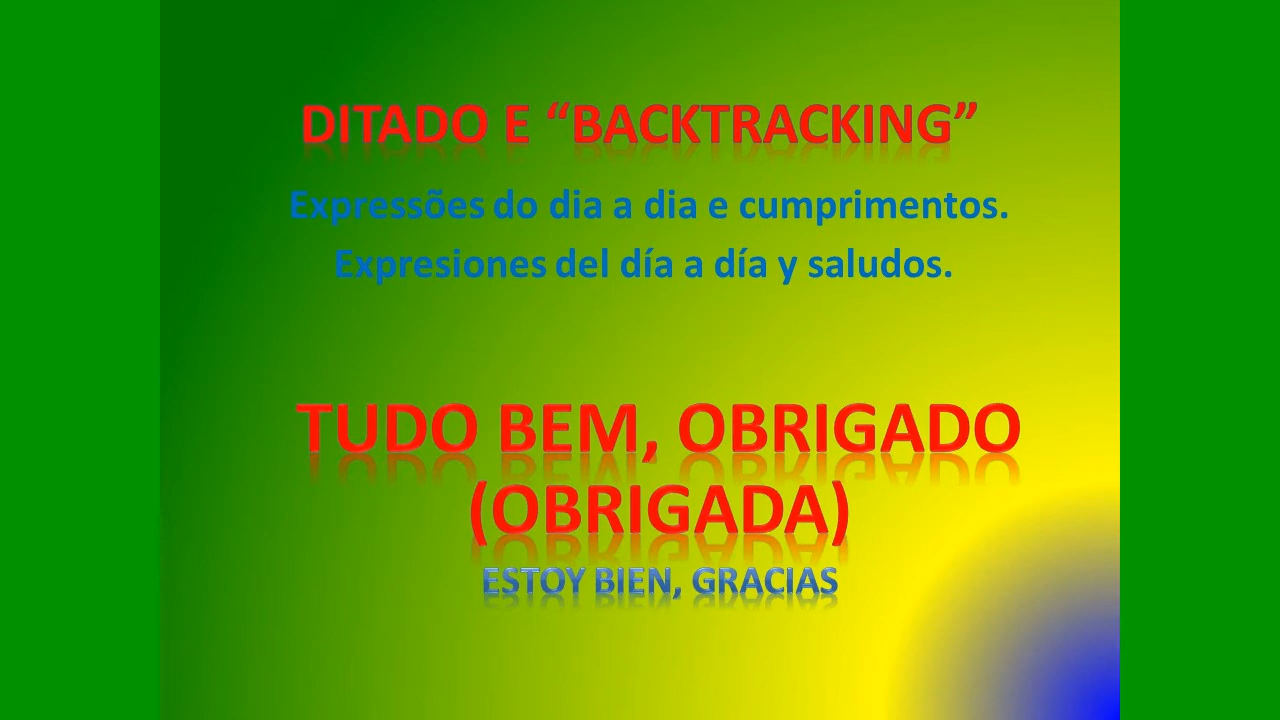 DITADO E “BACKTRACKING”
Expressões do dia a dia e cumprimentos.
Expresiones del día a día y saludos.
TUDO BEM, OBRIGADO
(OBRIGADA)
ESTOY BIEN, GRACIAS